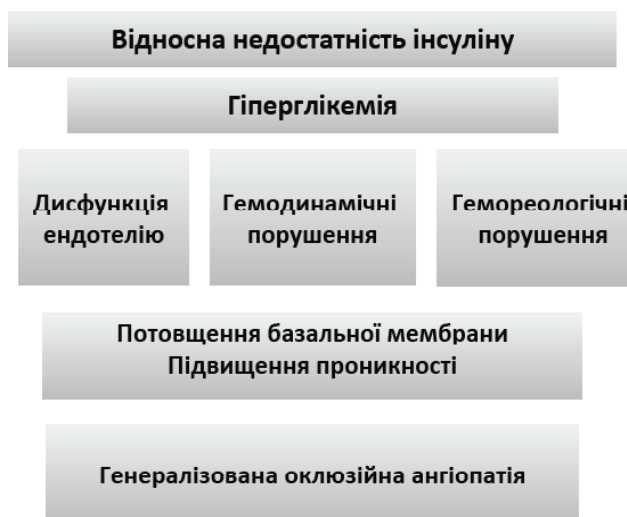 Відносна недостатність інсуліну
Гіперглікемія
Дисфункція
ендотелію
Гемодинамічні
порушення
Гемореологічні
порушення
Потовщення базальної мембрани
Підвищення проникності
Генералізована оклюзійна ангіопатія